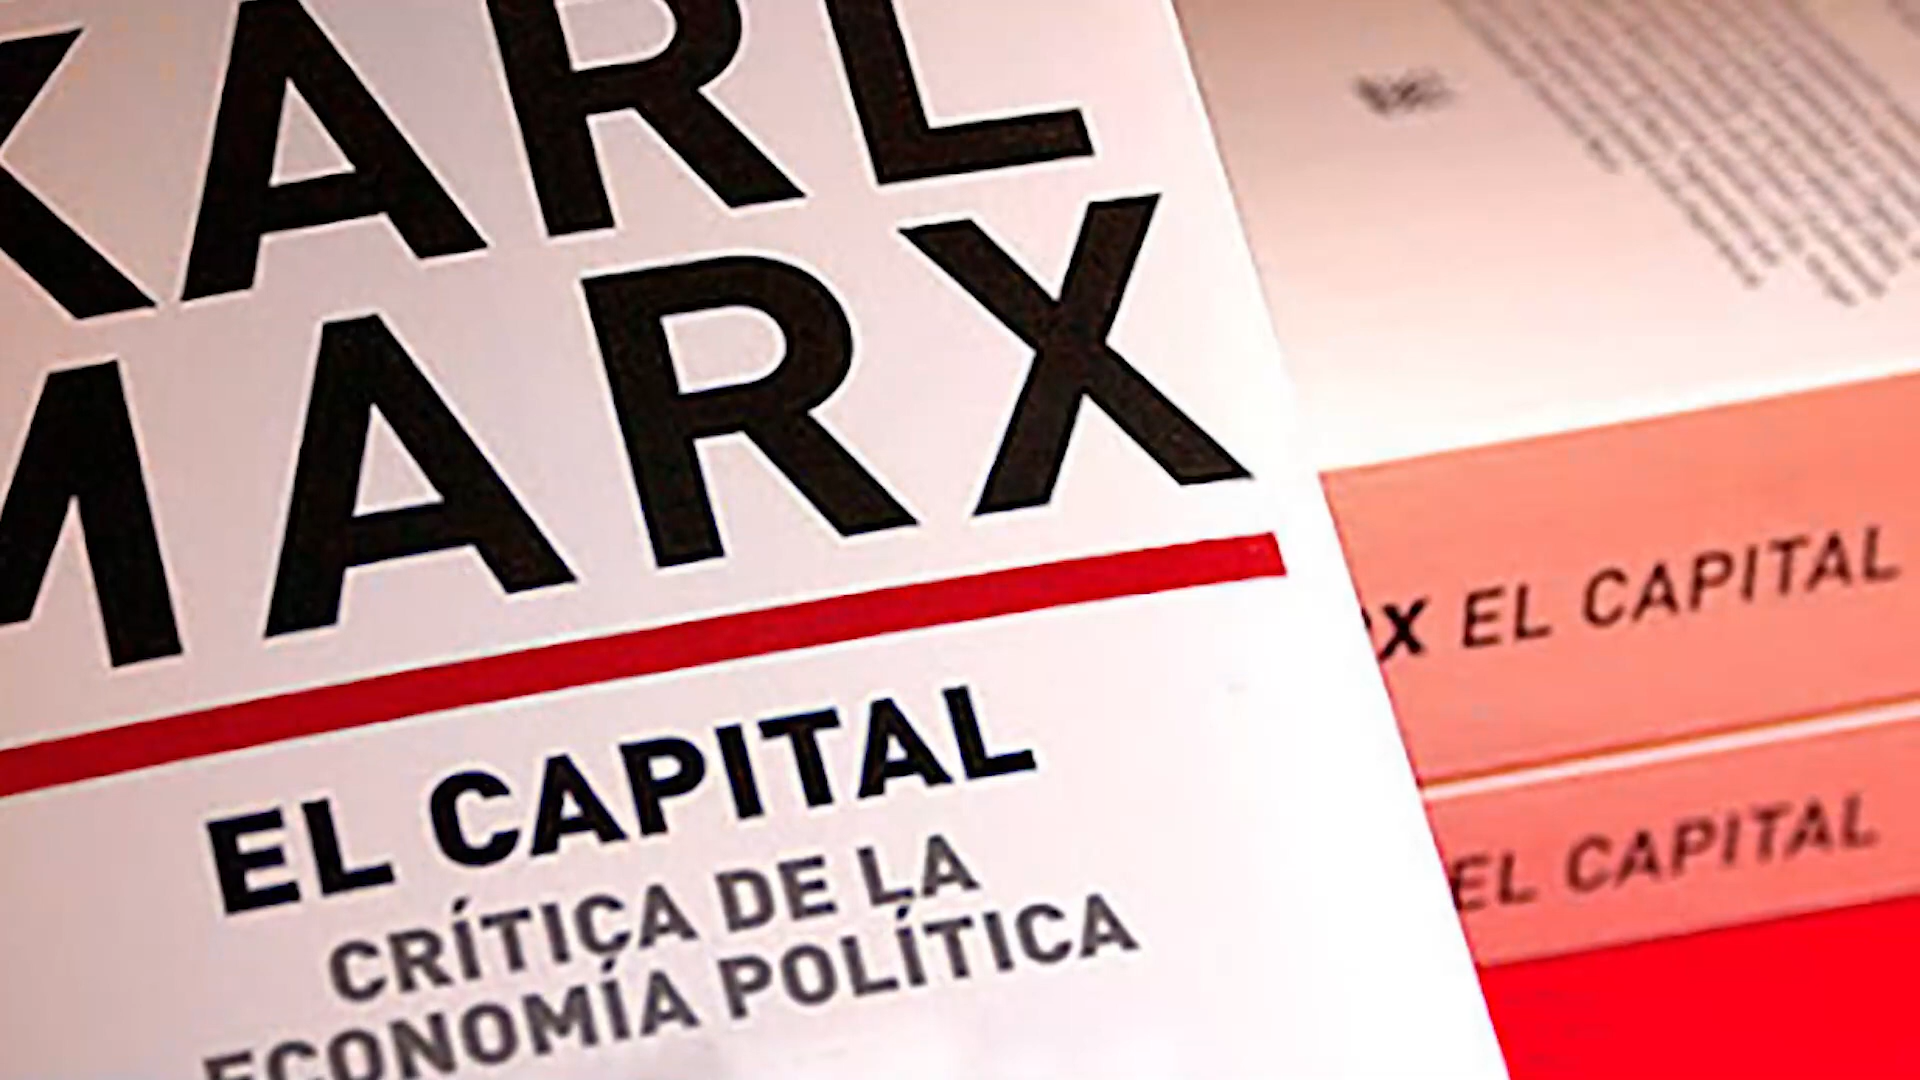 KARL
MARX
EL CAPITAL
CRÍTICA DE LA
ECONOMÍA POLÍTICA
X EL CAPITAL
EL CAPITAL